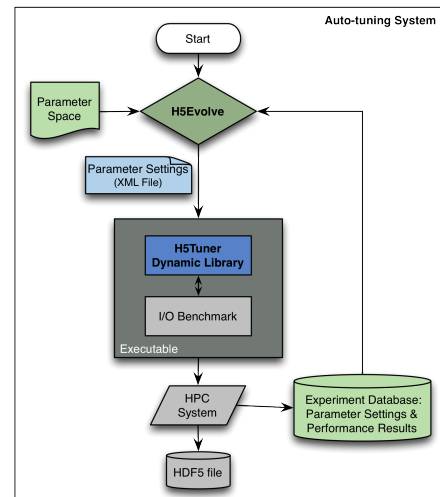 Auto-tuning System
Start
Parameter
Space
H5Evolve
Parameter Settings
(XML File)
H5Tuner
Dynamic Library
I/O Benchmark
Executable
HPC
System
Experiment Database:
Parameter Settings &
Performance Results
HDF5 file